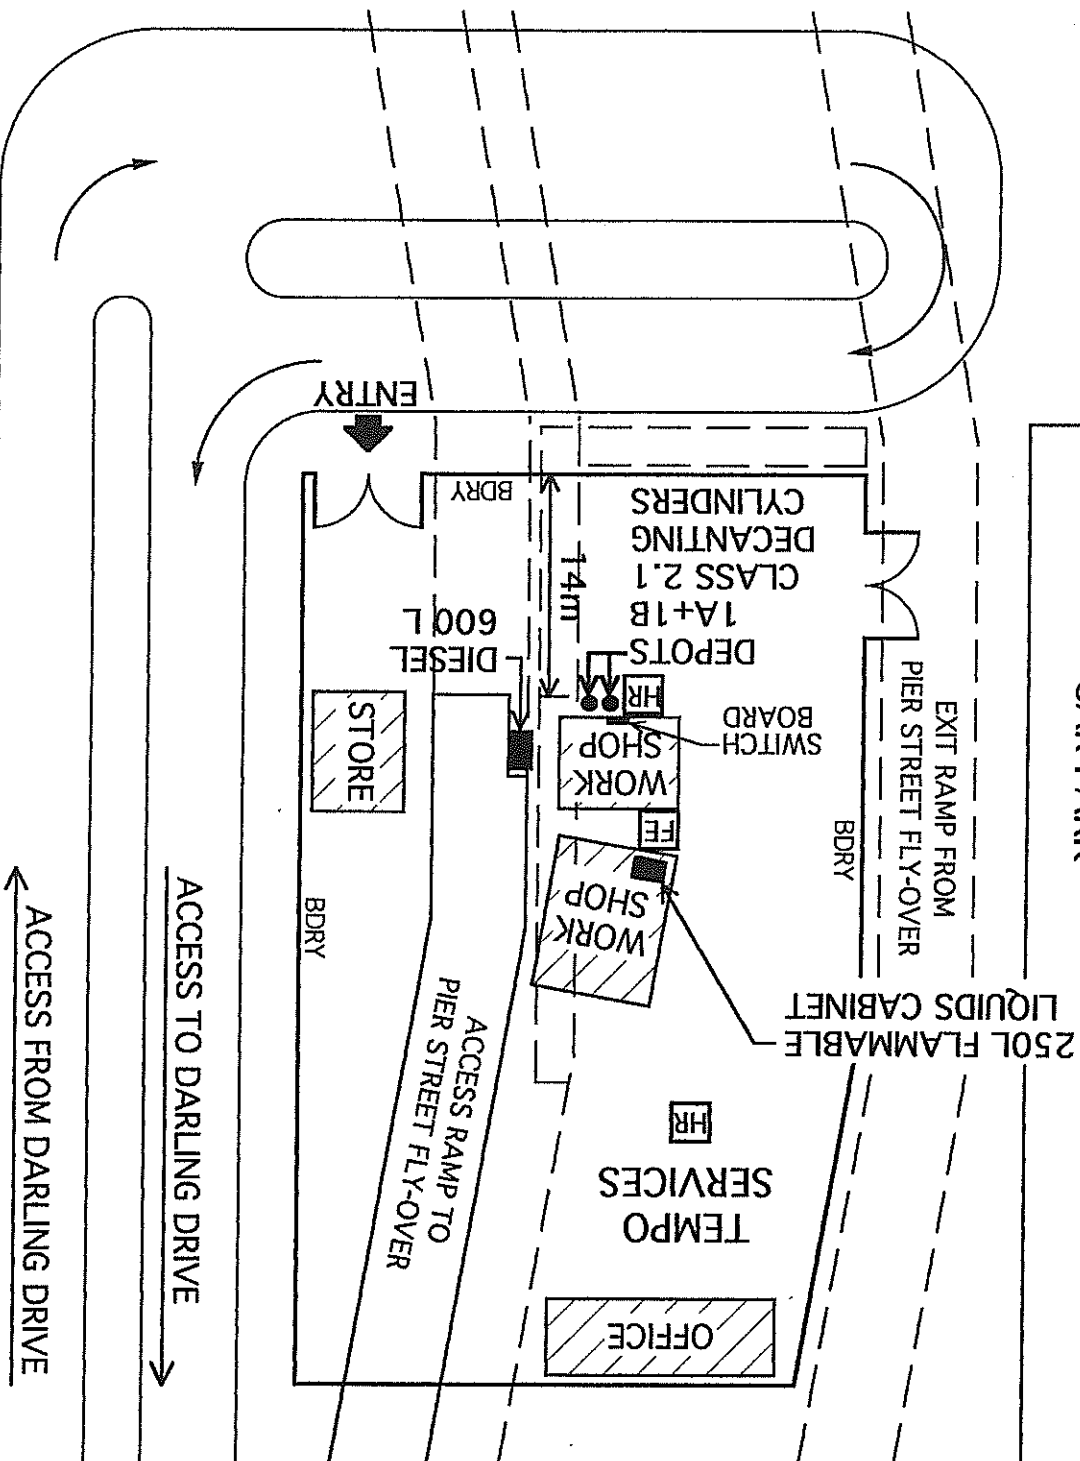 OFFICE
TEMPO
SERVICES
HR
250L FLAMMABLE
LIQUIDS CABINET
WORK
SHOP
FE
WORK
SHOP
SWITCH
BOARD
HR
DEPOTS
1A+1B
CLASS 2.1
DECANTING
CYLINDERS
14m
DIESEL
600 L
STORE
BDRY
ENTRY
BDRY
BDRY
ACCESS RAMP TO
PIER STREET FLY-OVER
EXIT RAMP FROM
PIER STREET FLY-OVER
ACCESS TO DARLING DRIVE
ACCESS FROM DARLING DRIVE